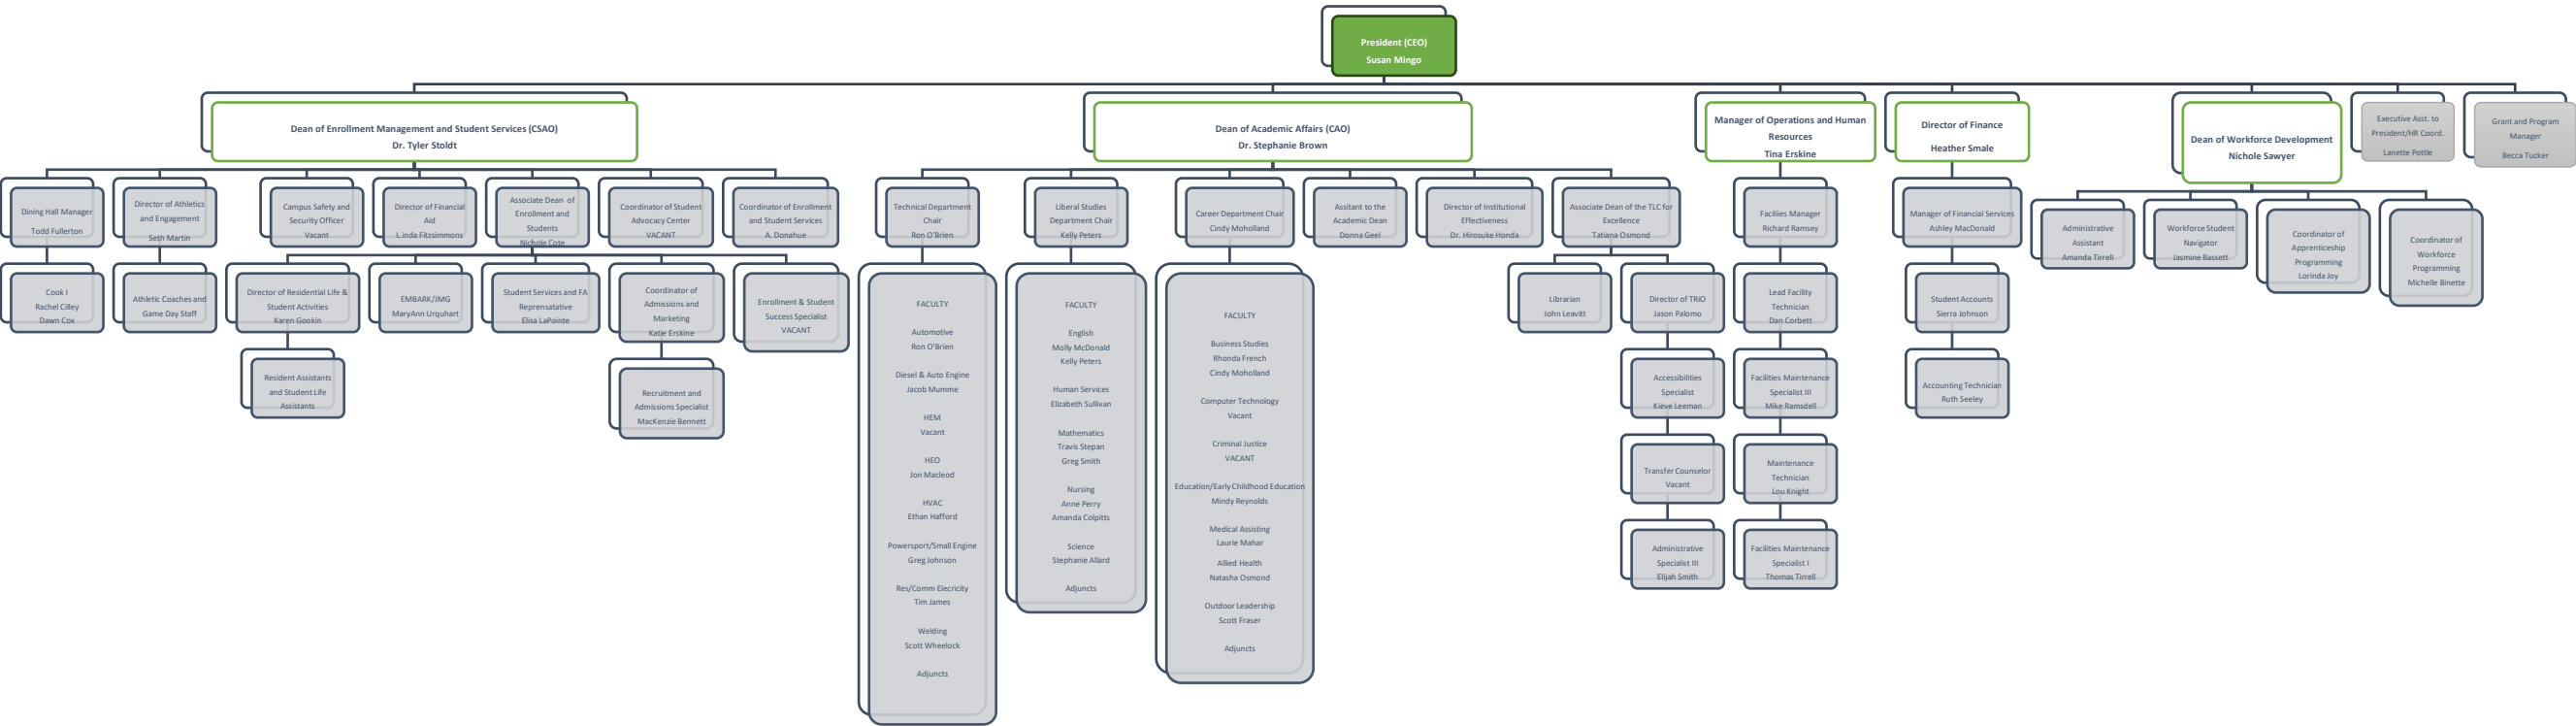 President (CEO)
Susan Mingo
Dean of Enrollment Management and Student Services (CSAO)
Dr. Tyler Stoldt
Dean of Academic Affairs (CAO)
Dr. Stephanie Brown
Manager of Operations and Human
Resources
Tina Erskine
Director of Finance
Heather Smale
Dean of Workforce Development
Nichole Sawyer
Executive Asst. to
President/HR Coord.
Lanette Pottle
Grant and Program
Manager
Becca Tucker
Dining Hall Manager
Todd Fullerton
Director of Athletics
and Engagement
Seth Martin
Campus Safety and
Security Officer
Vacant
Director of Financial
Aid
L.inda Fitzsimmons
Associate Dean of
Enrollment and
Students
Nichole Cote
Coordinator of Student
Advocacy Center
VACANT
Coordinator of Enrollment
and Student Services
A. Donahue
Technical Department
Chair
Ron O'Brien
Liberal Studies
Department Chair
Kelly Peters
Career Department Chair
Cindy Moholland
Assitant to the
Academic Dean
Donna Geel
Director of Institutional
Effectiveness
Dr. Hirosuke Honda
Associate Dean of the TLC for
Excellence
Tatiana Osmond
Faciliies Manager
Richard Ramsey
Manager of Financial Services
Ashley MacDonald
Administrative
Assistant
Amanda Tirrell
Workforce Student
Navigator
Jasmine Bassett
Coordinator of
Apprenticeship
Programming
Lorinda Joy
Coordinator of
Workforce
Programming
Michelle Binette
Cook I
Rachel Cilley
Dawn Cox
Athletic Coaches and
Game Day Staff
Director of Residential Life &
Student Activities
Karen Gookin
EMBARK/JMG
MaryAnn Urquhart
Student Services and FA
Reprensatative
Elisa LaPointe
Coordinator of
Admissions and
Marketing
Katie Erskine
Enrollment & Student
Success Specialist
VACANT
Resident Assistants
and Student Life
Assistants
Recruitment and
Admissions Specialist
MacKenzie Bennett
FACULTY
Automotive
Ron O'Brien
Diesel & Auto Engine
Jacob Mumme
HEM
Vacant
HEO
Jon Macleod
HVAC
Ethan Hafford
Powersport/Small Engine
Greg Johnson
Res/Comm Elecricity
Tim James
Welding
Scott Wheelock
Adjuncts
FACULTY
English
Molly McDonald
Kelly Peters
Human Services
Elizabeth Sullivan
Mathematics
Travis Stepan
Greg Smith
Nursing
Anne Perry
Amanda Colpitts
Science
Stephanie Allard
Adjuncts
FACULTY
Business Studies
Rhonda French
Cindy Moholland
Computer Technology
Vacant
Criminal Justice
VACANT
Education/Early Childhood Education
Mindy Reynolds
Medical Assisting
Laurie Mahar
Allied Health
Natasha Osmond
Outdoor Leadership
Scott Fraser
Adjuncts
Librarian
John Leavitt
Director of TRiO
Jason Palomo
Accessibilities
Specialist
Kieve Leeman
Transfer Counselor
Vacant
Administrative
Specialist III
Elijah Smith
Lead Facility
Technician
Dan Corbett
Facilities Maintenance
Specialist III
Mike Ramsdell
Maintenance
Technician
Lou Knight
Facilities Maintenance
Specialist I
Thomas Tirrell
Student Accounts
Sierra Johnson
Accounting Technician
Ruth Seeley